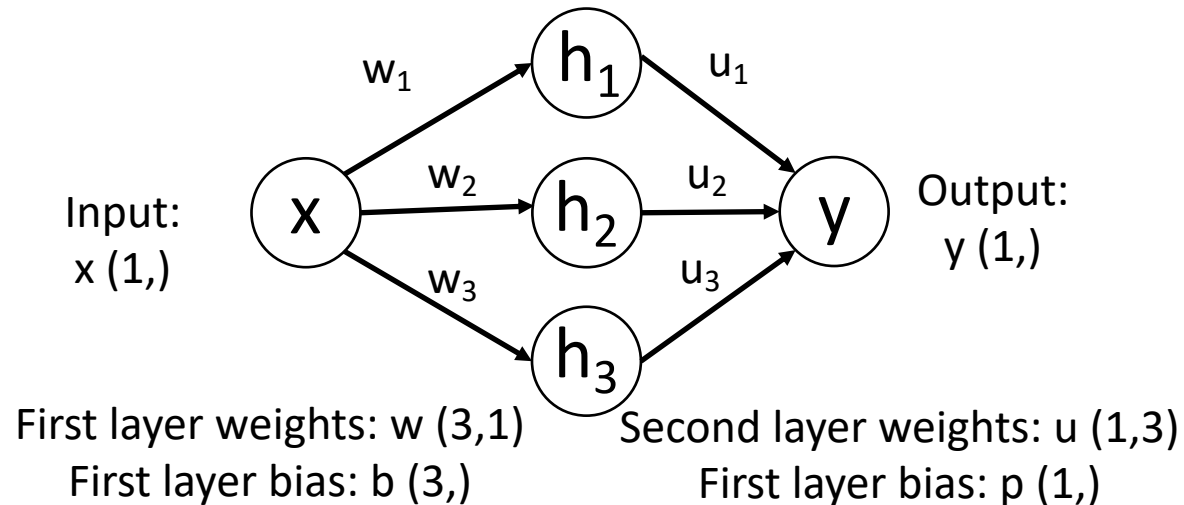 w₁
h₁
u₁
Input:
x (1,)
x
w₂
h₂
u₂
y
Output:
y (1,)
w₃
h₃
u₃
First layer weights: w (3,1)
First layer bias: b (3,)
Second layer weights: u (1,3)
First layer bias: p (1,)